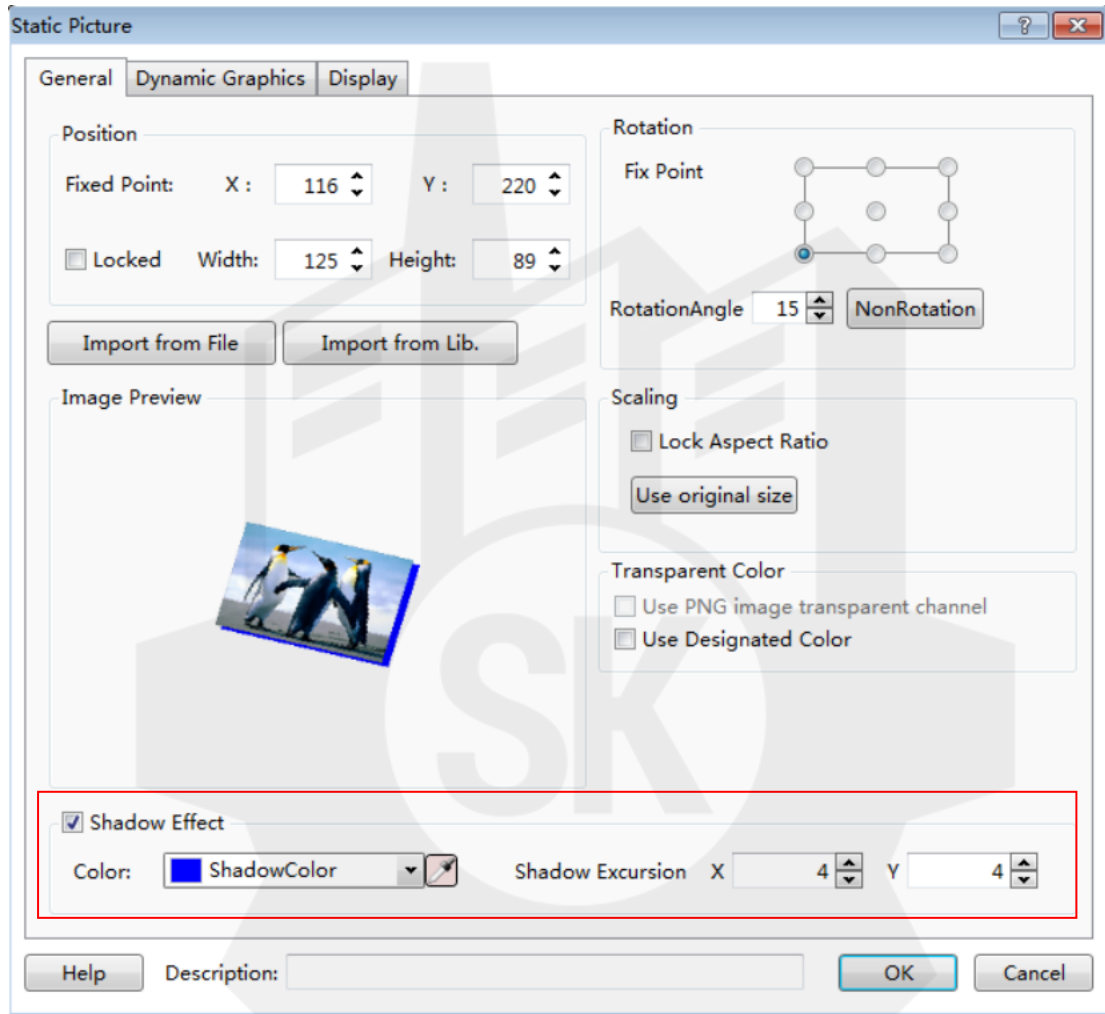 Static Picture
General Dynamic Graphics Display
Position
Fixed Point: X : 116 Y : 220
Locked Width: 125 Height: 89
Import from File Import from Lib.
Image Preview
Rotation
Fix Point
RotationAngle 15 NonRotation
Scaling
Lock Aspect Ratio
Use original size
Transparent Color
Use PNG image transparent channel
Use Designated Color
SK
Shadow Effect
Color: ShadowColor Shadow Excursion X 4 Y 4
Help Description: OK Cancel